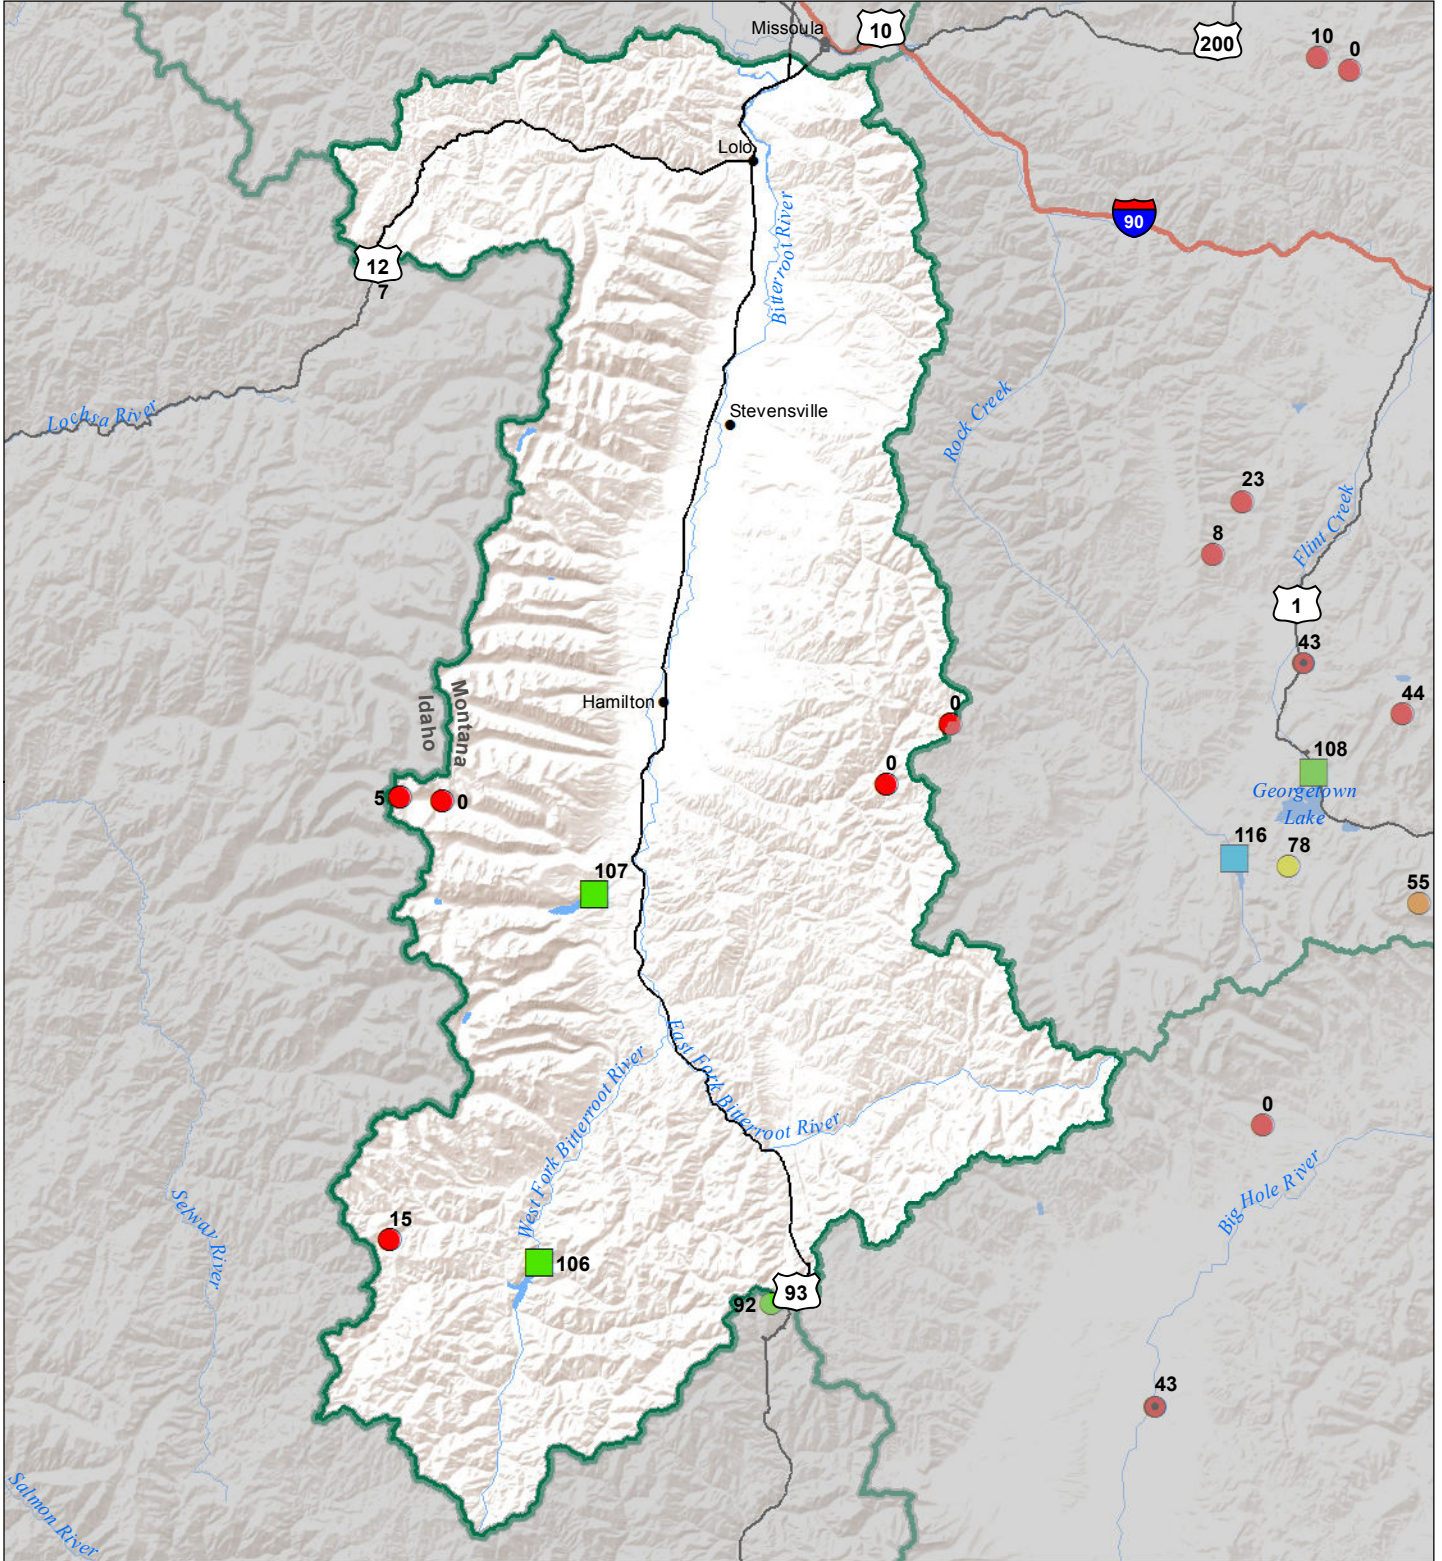 Missoula
10
200
10
0
Lolo
90
Bitterroot River
12
7
Lochsa River
Rock Creek
Stevensville
23
Flint Creek
8
1
43
Montana
Idaho
Hamilton
0
44
108
0
5
0
Georgetown
Lake
116
78
107
55
East Fork Bitterroot River
West Fork Bitterroot River
0
Big Hole River
Selway River
15
106
93
92
43
Salmon River